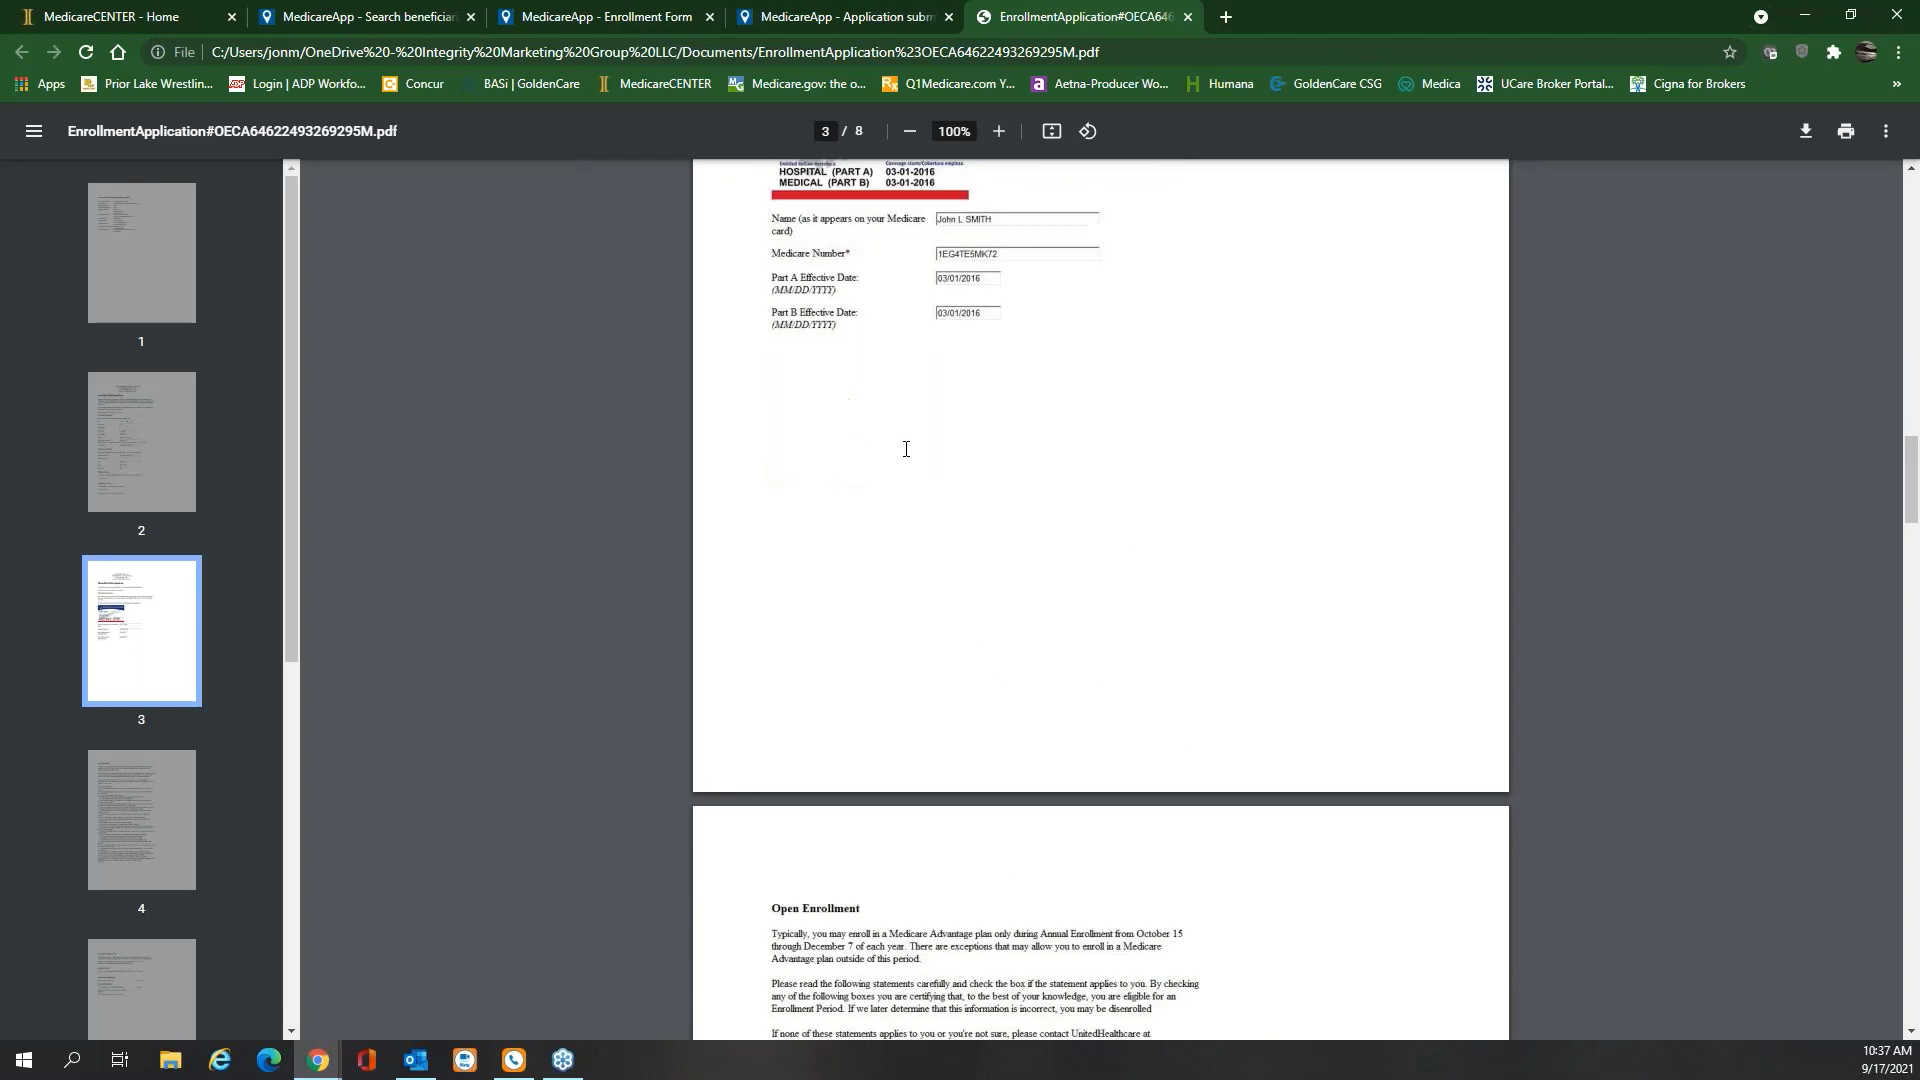 MedicareCENTER - Home
MedicareApp - Search beneficiari
MedicareApp - Enrollment Form
MedicareApp - Application subm
EnrollmentApplication#OECA646
File
C:/Users/jonm/OneDrive%20-%20Integrity%20Marketing%20Group%20LLC/Documents/EnrollmentApplication%23OECA64622493269295M.pdf
Apps
Prior Lake Wrestlin...
Login | ADP Workfo...
Concur
BASi | GoldenCare
MedicareCENTER
Medicare.gov: the o...
Q1Medicare.com Y...
Aetna-Producer Wo...
Humana
GoldenCare CSG
Medica
UCare Broker Portal...
Cigna for Brokers
»
EnrollmentApplication#OECA64622493269295M.pdf
3 / 8
100%
1
2
3
4
Entitled to/Con derecho a
Coverage starts/Cobertura empieza
HOSPITAL (PART A) 03-01-2016
MEDICAL (PART B) 03-01-2016
Name (as it appears on your Medicare
card)
John L SMITH
Medicare Number*
1EG4TE5MK72
Part A Effective Date:
(MM/DD/YYYY)
03/01/2016
Part B Effective Date:
(MM/DD/YYYY)
03/01/2016
Open Enrollment
Typically, you may enroll in a Medicare Advantage plan only during Annual Enrollment from October 15
through December 7 of each year. There are exceptions that may allow you to enroll in a Medicare
Advantage plan outside of this period.
Please read the following statements carefully and check the box if the statement applies to you. By checking
any of the following boxes you are certifying that, to the best of your knowledge, you are eligible for an
Enrollment Period. If we later determine that this information is incorrect, you may be disenrolled
If none of these statements applies to you or you're not sure, please contact UnitedHealthcare at
10:37 AM
9/17/2021